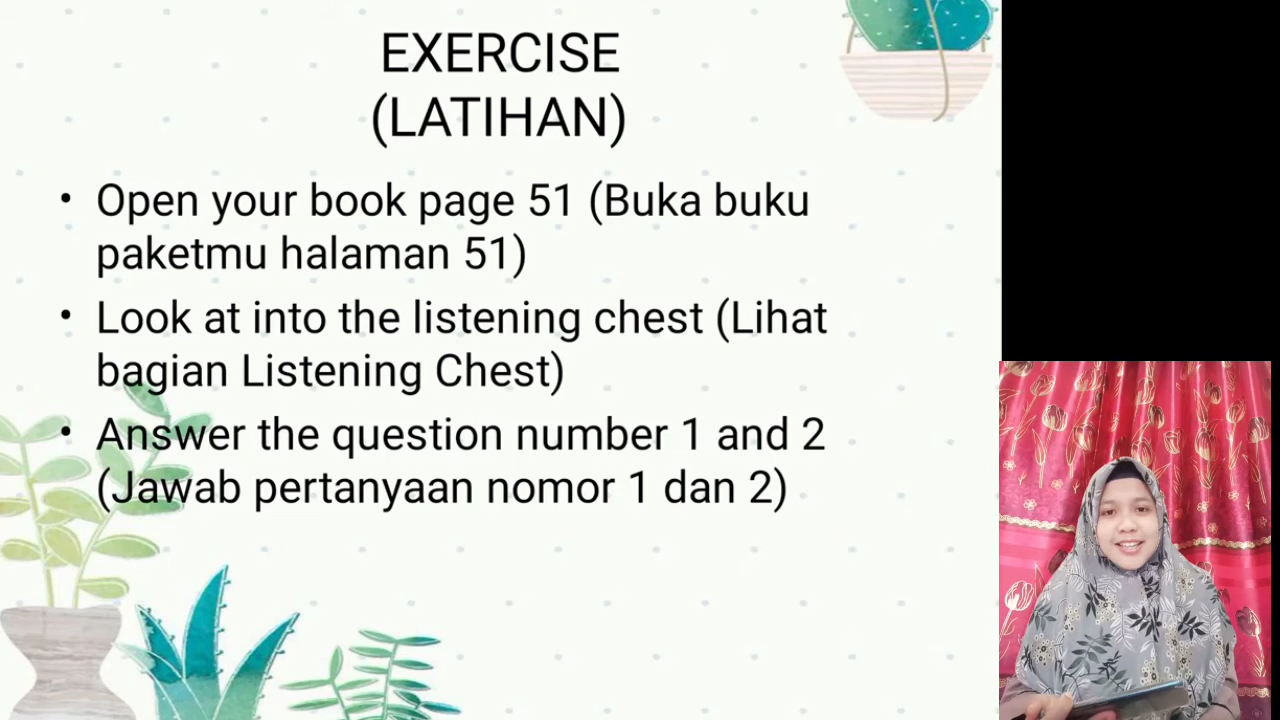 EXERCISE
(LATIHAN)
• Open your book page 51 (Buka buku
paketmu halaman 51)
• Look at into the listening chest (Lihat
bagian Listening Chest)
• Answer the question number 1 and 2
(Jawab pertanyaan nomor 1 dan 2)